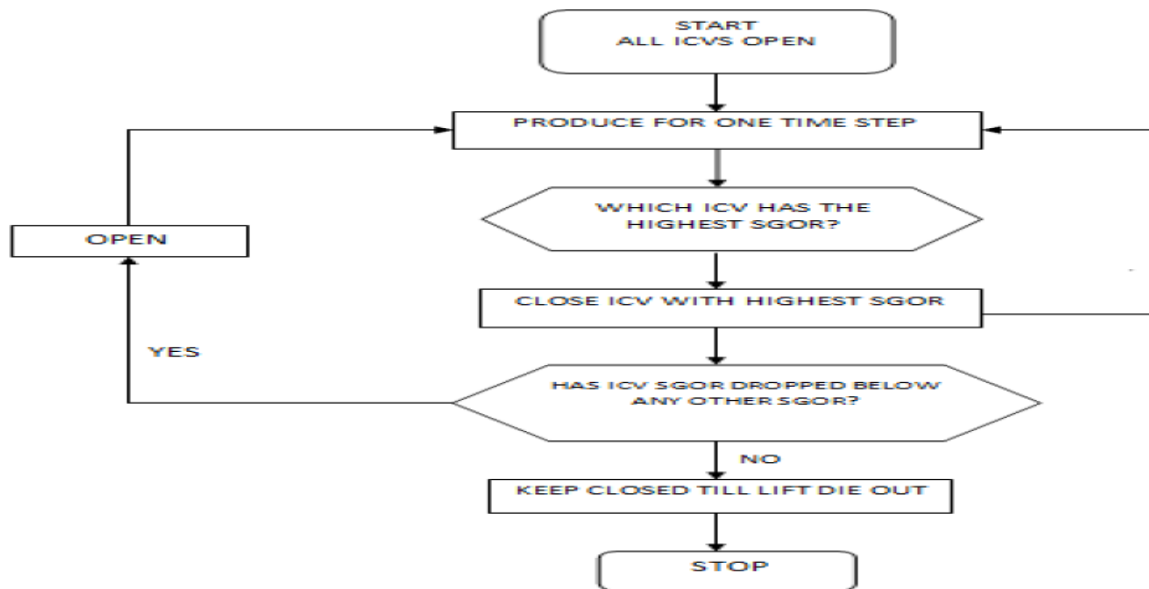 START
ALL ICVS OPEN
PRODUCE FOR ONE TIME STEP
WHICH ICV HAS THE
HIGHEST SGOR?
OPEN
CLOSE ICV WITH HIGHEST SGOR
YES
HAS ICV SGOR DROPPED BELOW
ANY OTHER SGOR?
NO
KEEP CLOSED TILL LIFT DIE OUT
STOP